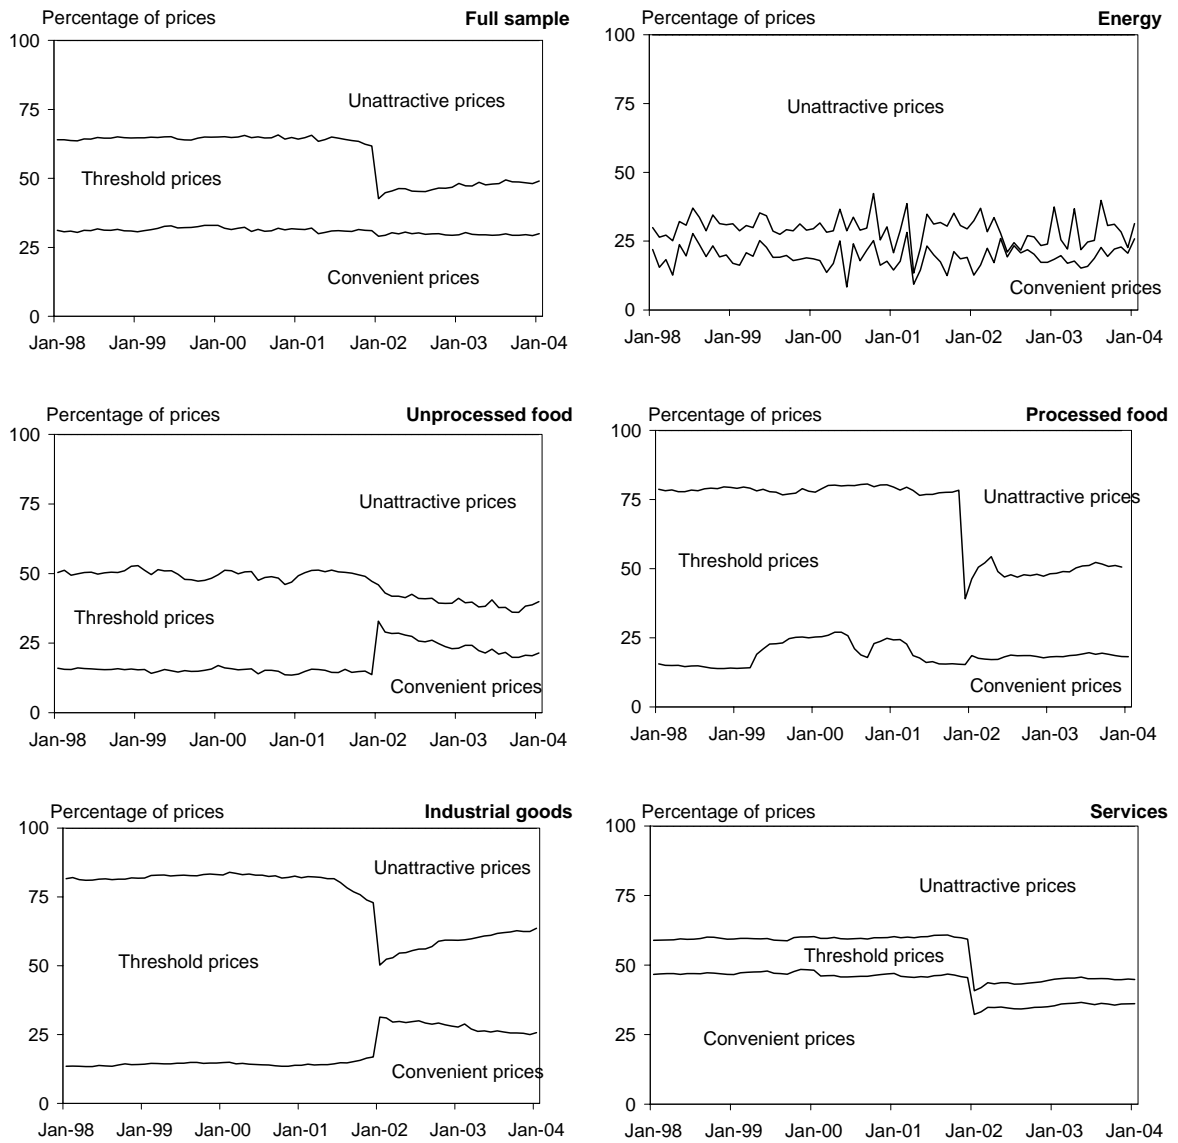 Percentage of prices Full sample
100
Unattractive prices
75
Threshold prices
50
25
Convenient prices
0
Jan-98 Jan-99 Jan-00 Jan-01 Jan-02 Jan-03 Jan-04
Percentage of prices Energy
100
Unattractive prices
75
50
25
Convenient prices
0
Jan-98 Jan-99 Jan-00 Jan-01 Jan-02 Jan-03 Jan-04
Percentage of prices Unprocessed food
100
Unattractive prices
75
50
Threshold prices
25
Convenient prices
0
Jan-98 Jan-99 Jan-00 Jan-01 Jan-02 Jan-03 Jan-04
Percentage of prices Processed food
100
Unattractive prices
75
Threshold prices
50
25
Convenient prices
0
Jan-98 Jan-99 Jan-00 Jan-01 Jan-02 Jan-03 Jan-04
Percentage of prices Industrial goods
100
Unattractive prices
75
Threshold prices
50
25
Convenient prices
0
Jan-98 Jan-99 Jan-00 Jan-01 Jan-02 Jan-03 Jan-04
Percentage of prices Services
100
Unattractive prices
75
Threshold prices
50
25
Convenient prices
0
Jan-98 Jan-99 Jan-00 Jan-01 Jan-02 Jan-03 Jan-04